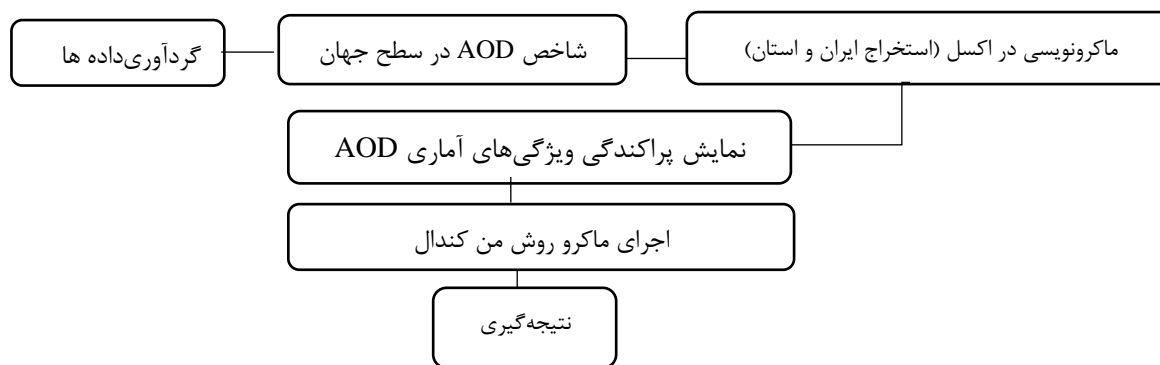 گردآوری‌داده ها
شاخص AOD در سطح جهان
ماکرونویسی در اکسل (استخراج ایران و استان)
نمایش پراکندگی ویژگی‌های آماری AOD
اجرای ماکرو روش من کندال
نتیجه‌گیری